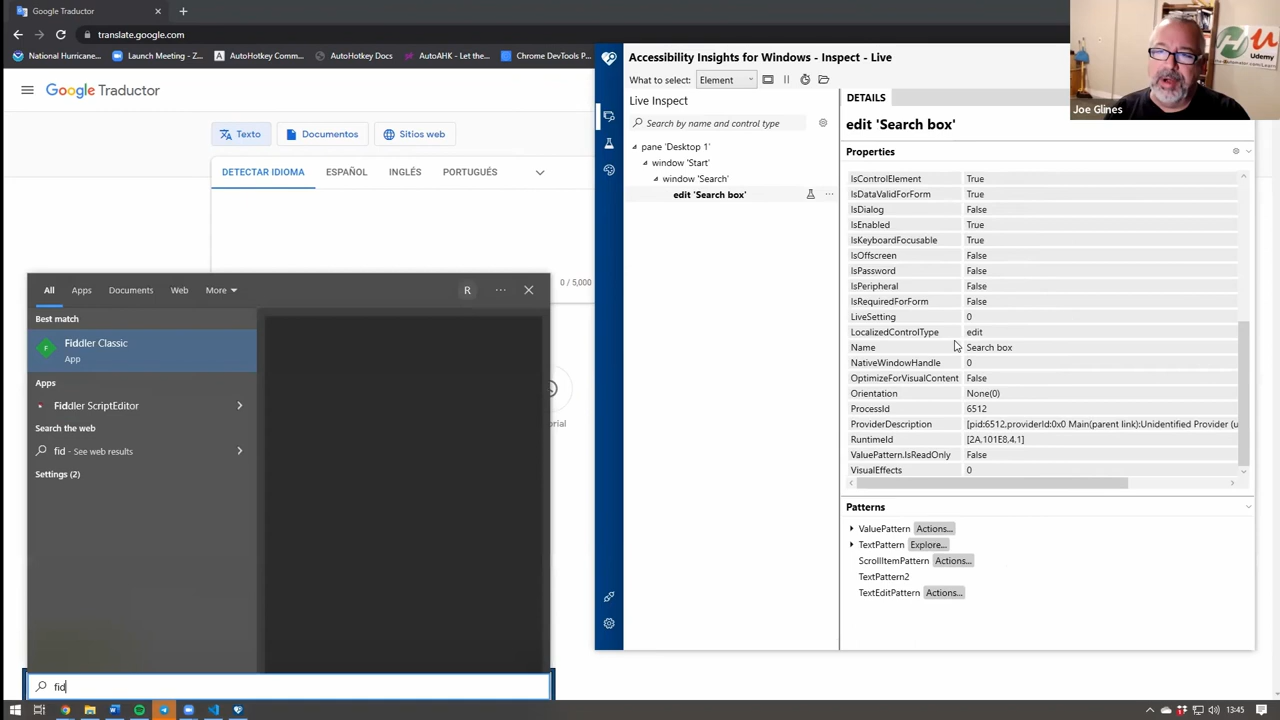 Google Traductor
translate.google.com
National Hurricane...
Launch Meeting - Z...
AutoHotkey Comm...
AutoHotkey Docs
AutoAHK - Let the...
Chrome DevTools P...
Google Traductor
Texto
Documentos
Sitios web
DETECTAR IDIOMA
ESPAÑOL
INGLÉS
PORTUGUÉS
0 / 5,000
All
Apps
Documents
Web
More
R
Best match
Fiddler Classic
App
Apps
Fiddler ScriptEditor
Search the web
fid - See web results
Settings (2)
fid
Accessibility Insights for Windows - Inspect - Live
What to select:
Element
Live Inspect
Search by name and control type
pane 'Desktop 1'
window 'Start'
window 'Search'
edit 'Search box'
DETAILS
edit 'Search box'
Properties
IsControlElement True
IsDataValidForForm True
IsDialog False
IsEnabled True
IsKeyboardFocusable True
IsOffscreen False
IsPassword False
IsPeripheral False
IsRequiredForForm False
LiveSetting 0
LocalizedControlType edit
Name Search box
NativeWindowHandle 0
OptimizeForVisualContent False
Orientation None(0)
ProcessId 6512
ProviderDescription [pid:6512,providerId:0x0 Main(parent link):Unidentified Provider (u
RuntimeId [2A,101E8,4,1]
ValuePattern.IsReadOnly False
VisualEffects 0
Patterns
ValuePattern Actions...
TextPattern Explore...
ScrollItemPattern Actions...
TextPattern2
TextEditPattern Actions...
Joe Glines
Udemy
13:45